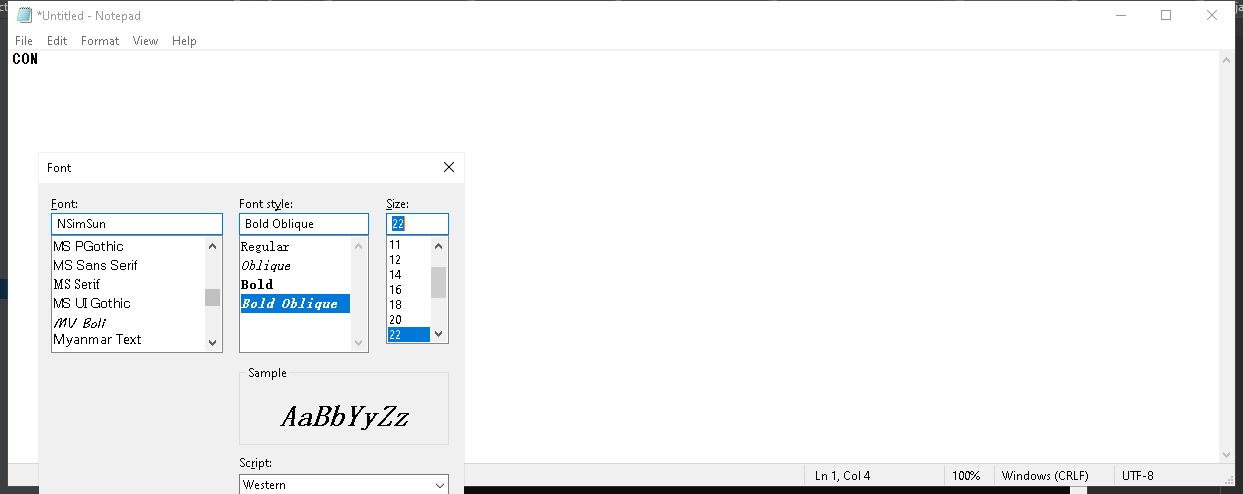 *Untitled - Notepad
File Edit Format View Help
CON
Font
Font: Font style: Size:
NSimSun Bold Oblique 22
MS PGothic Regular 11
MS Sans Serif Oblique 12
MS Serif Bold 14
MS UI Gothic Bold Oblique 16
MV Boli 18
Myanmar Text 20
22
Sample
AaBbYyZz
Script:
Western
Ln 1, Col 4 100% Windows (CRLF) UTF-8